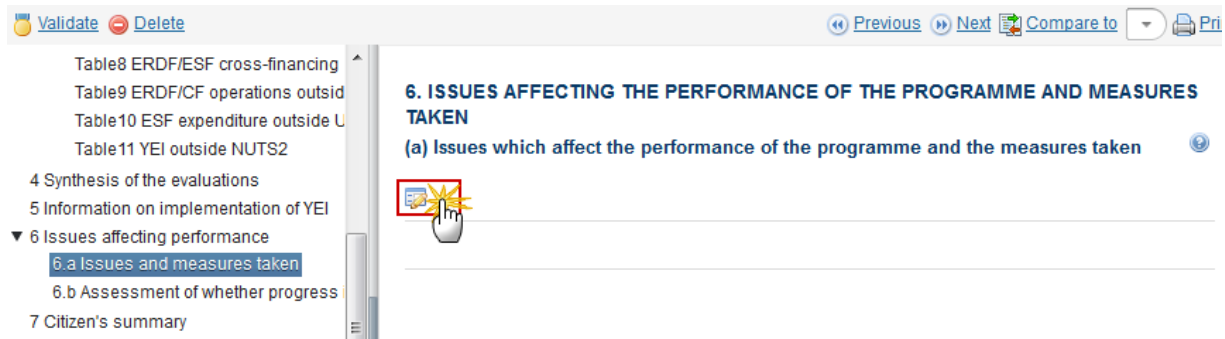 Validate Delete Previous Next Compare to
Table8 ERDF/ESF cross-financing
Table9 ERDF/CF operations outsid
Table10 ESF expenditure outside U
Table11 YEI outside NUTS2
4 Synthesis of the evaluations
5 Information on implementation of YEI
6 Issues affecting performance
6.a Issues and measures taken
6.b Assessment of whether progress
7 Citizen's summary
6. ISSUES AFFECTING THE PERFORMANCE OF THE PROGRAMME AND MEASURES
TAKEN
(a) Issues which affect the performance of the programme and the measures taken